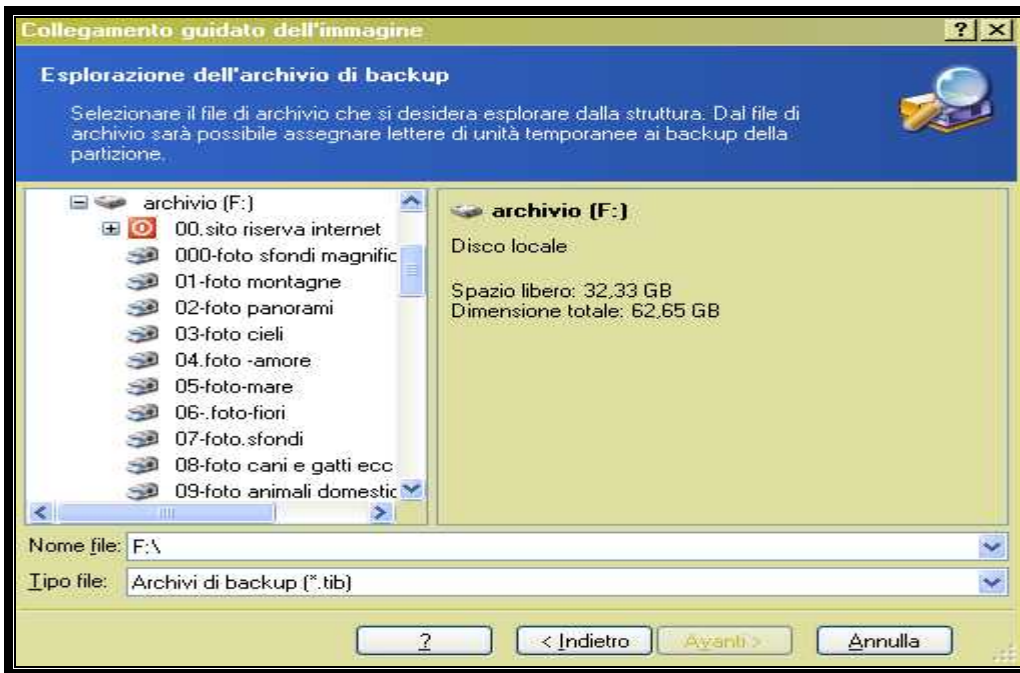 Collegamento guidato dell'immagine
Esplorazione dell'archivio di backup
Selezionare il file di archivio che si desidera esplorare dalla struttura. Dal file di
archivio sarà possibile assegnare lettere di unità temporanee ai backup della
partizione.
archivio (F:)
00.sito riserva internet
000-foto sfondi magnific
01-foto montagne
02-foto panorami
03-foto cieli
04.foto -amore
05-foto-mare
06-.foto-fiori
07-foto.sfondi
08-foto cani e gatti ecc
09-foto animali domestic
archivio (F:)
Disco locale
Spazio libero: 32,33 GB
Dimensione totale: 62,65 GB
Nome file: F:\
Tipo file: Archivi di backup (*.tib)
? < Indietro Avanti > Annulla